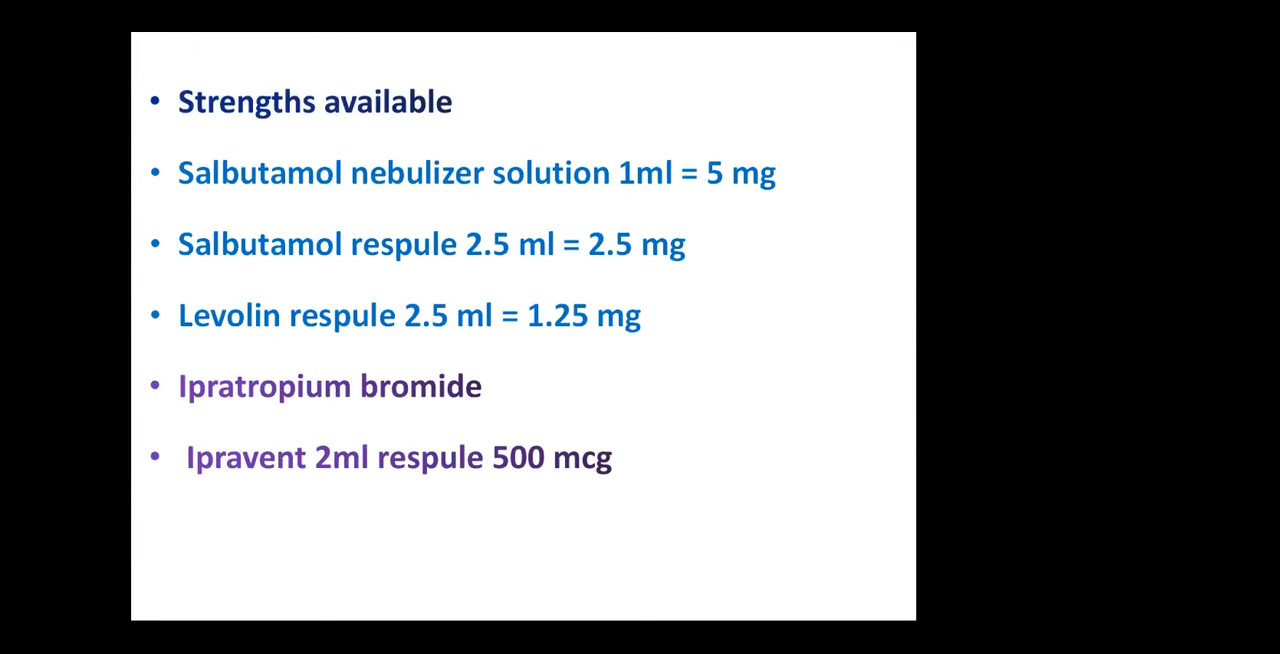 • Strengths available
• Salbutamol nebulizer solution 1ml = 5 mg
• Salbutamol respule 2.5 ml = 2.5 mg
• Levolin respule 2.5 ml = 1.25 mg
• Ipratropium bromide
• Ipravent 2ml respule 500 mcg